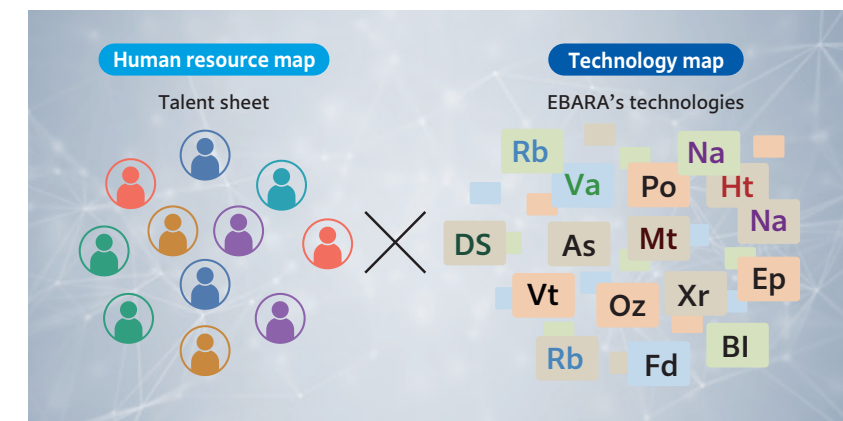 Human resource map
Talent sheet
Technology map
EBARA's technologies
Rb
Na
Va
Po
Ht
Na
DS
As
Mt
Ep
Vt
Oz
Xr
Bl
Rb
Fd